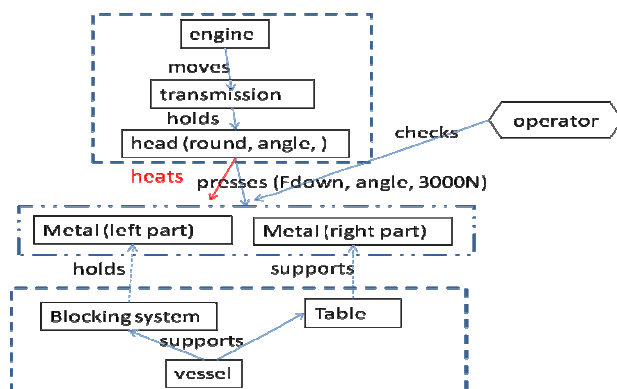 engine
moves
transmission
holds
head (round, angle, )
checks
operator
heats
presses (Fdown, angle, 3000N)
Metal (left part)
Metal (right part)
holds
supports
Blocking system
Table
supports
vessel